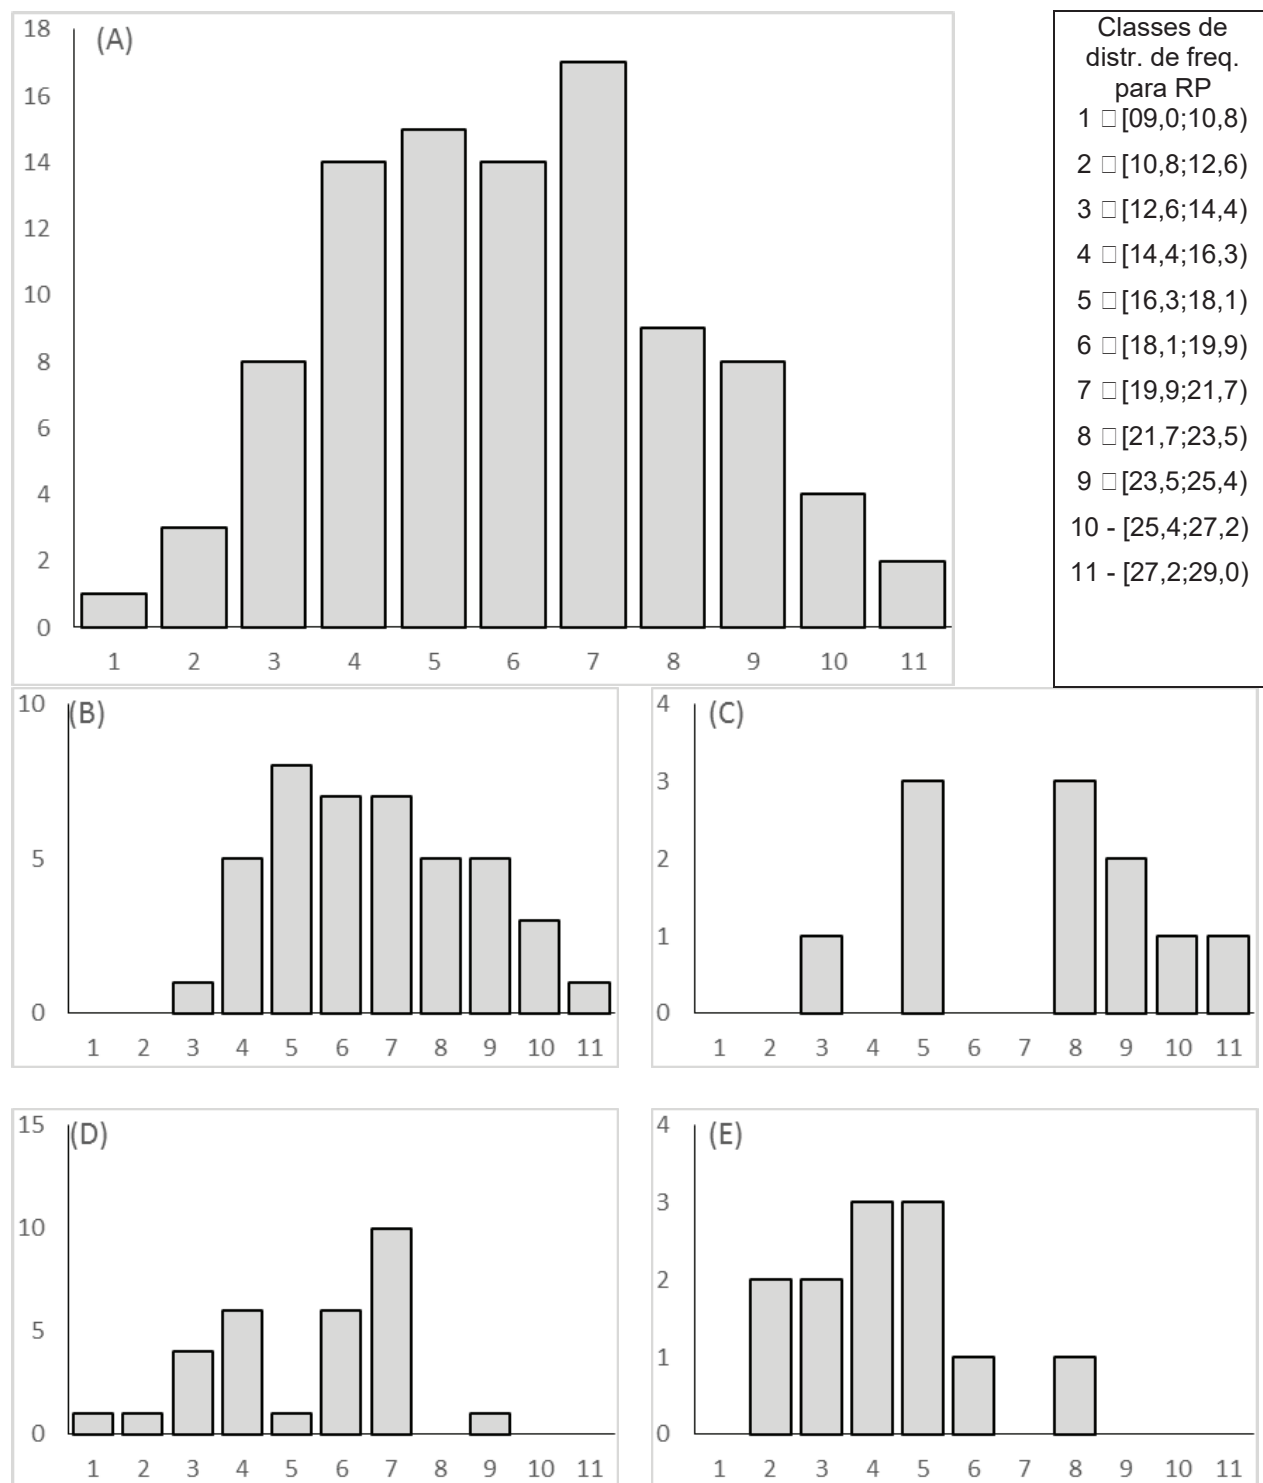 (A)
18
16
14
12
10
8
6
4
2
0
1 2 3 4 5 6 7 8 9 10 11
Classes de
distr. de freq.
para RP
1 □ [09,0;10,8)
2 □ [10,8;12,6)
3 □ [12,6;14,4)
4 □ [14,4;16,3)
5 □ [16,3;18,1)
6 □ [18,1;19,9)
7 □ [19,9;21,7)
8 □ [21,7;23,5)
9 □ [23,5;25,4)
10 - [25,4;27,2)
11 - [27,2;29,0)
(B)
10
5
0
1 2 3 4 5 6 7 8 9 10 11
(C)
4
3
2
1
0
1 2 3 4 5 6 7 8 9 10 11
(D)
15
10
5
0
1 2 3 4 5 6 7 8 9 10 11
(E)
4
3
2
1
0
1 2 3 4 5 6 7 8 9 10 11